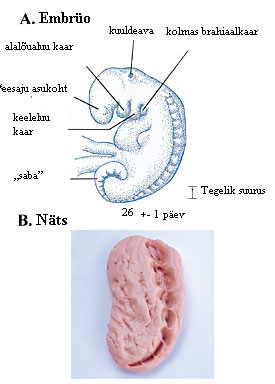 A. Embrüo
kuuldeava
kolmas brahiaalkaar
alalõualuu kaar
eesaju asukoht
keeleluu
kaar
„saba”
Tegelik suurus
26 +- 1 päev
B. Näts